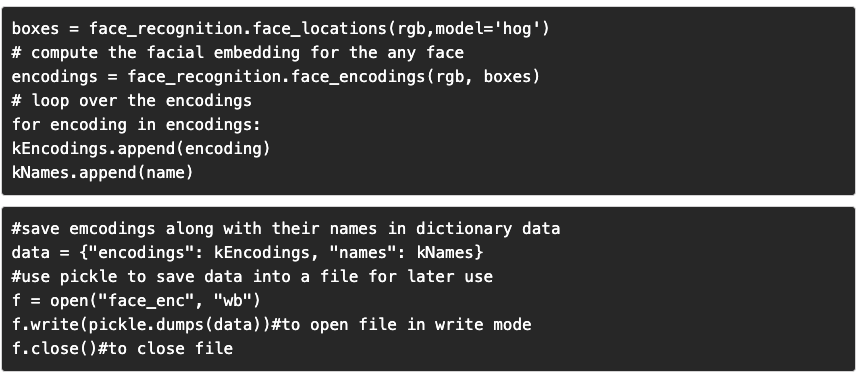 boxes = face_recognition.face_locations(rgb,model='hog')
# compute the facial embedding for the any face
encodings = face_recognition.face_encodings(rgb, boxes)
# loop over the encodings
for encoding in encodings:
kEncodings.append(encoding)
kNames.append(name)
#save emcodings along with their names in dictionary data
data = {"encodings": kEncodings, "names": kNames}
#use pickle to save data into a file for later use
f = open("face_enc", "wb")
f.write(pickle.dumps(data))#to open file in write mode
f.close()#to close file